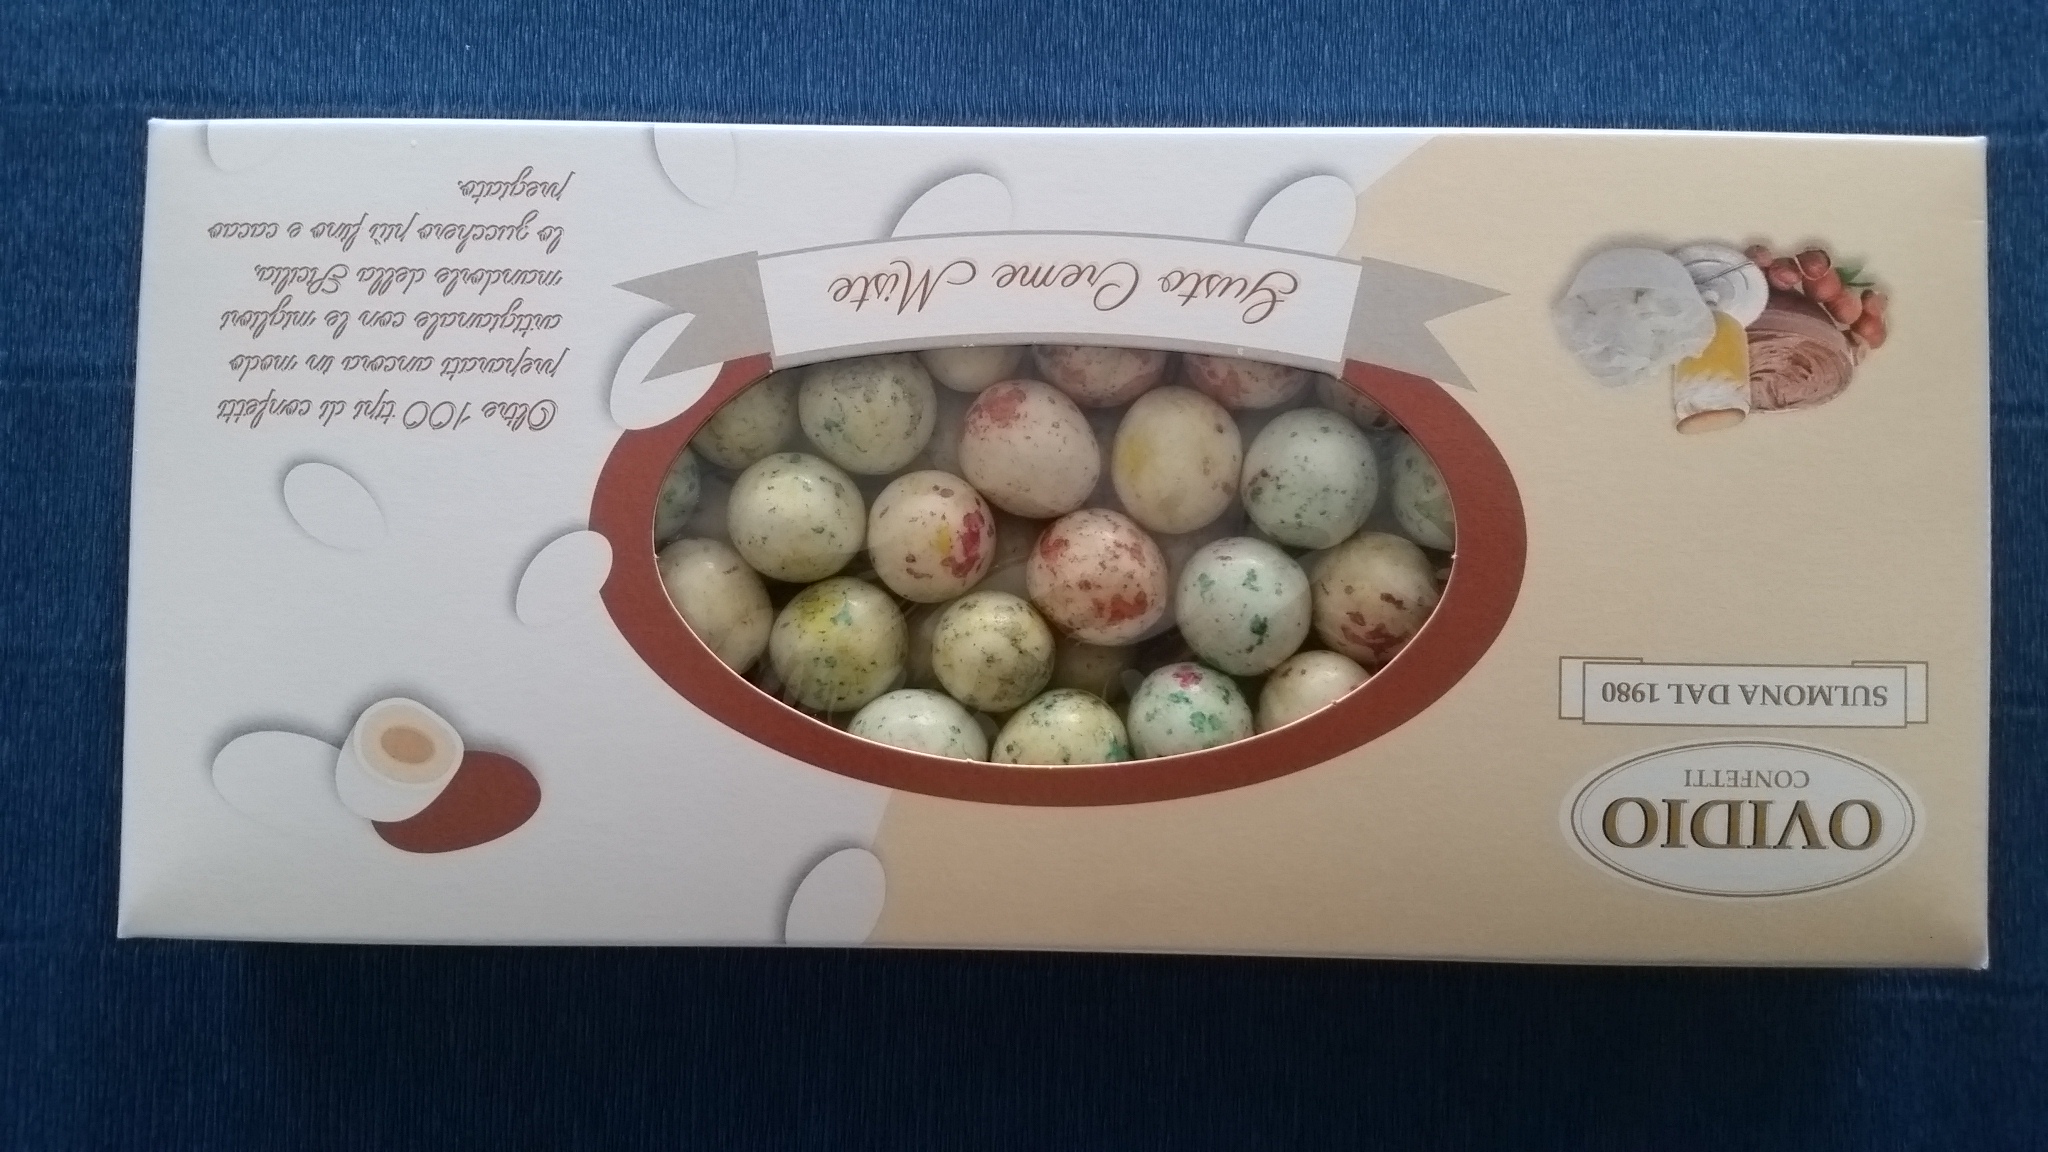 OVIDIO
CONFETTI
SULMONA DAL 1980
Gusto Creme Miste
Oltre 100 tipi di confetti
preparati ancora in modo
artigianale con le migliori
mandorle della Sicilia,
lo zucchero più fino e cacao
pregiato.